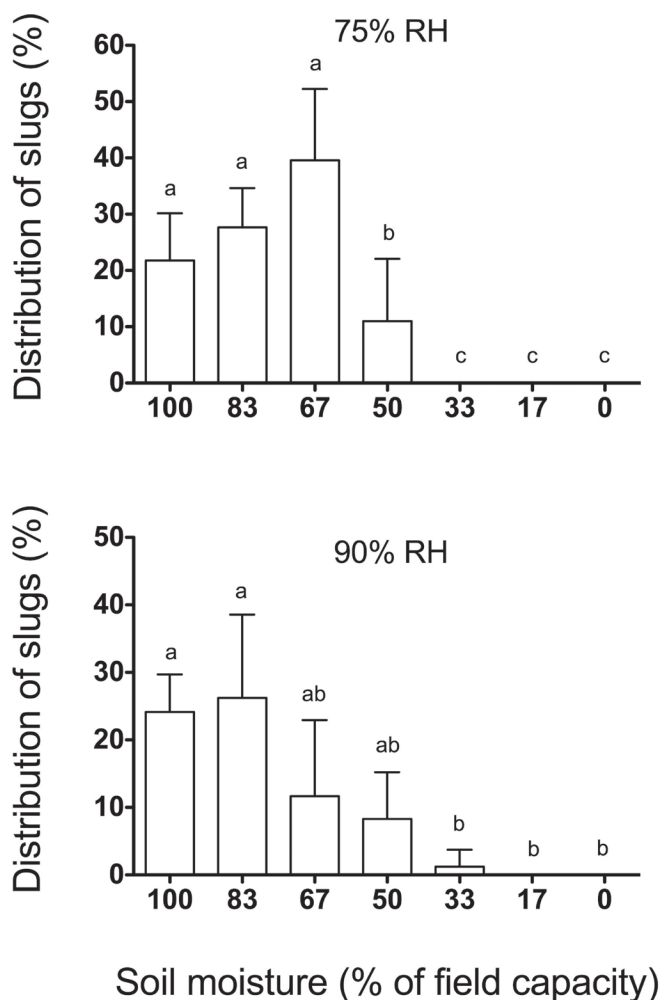 75% RH
Distribution of slugs (%)
60
50
40
30
20
10
0
a
a
a
b
c
c
c
100 83 67 50 33 17 0
90% RH
Distribution of slugs (%)
50
40
30
20
10
0
a
a
ab
ab
b
b
b
100 83 67 50 33 17 0
Soil moisture (% of field capacity)